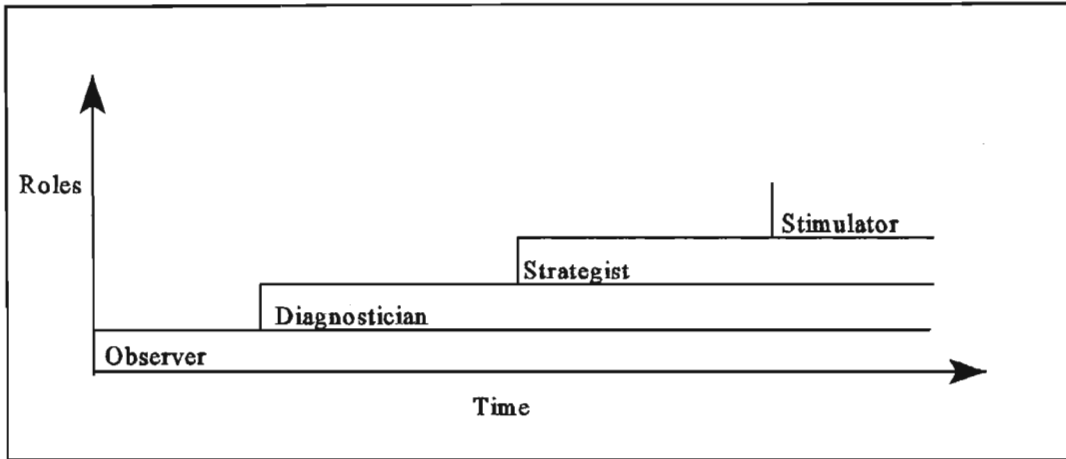 Roles
Stimulator
Strategist
Diagnostician
Observer
Time